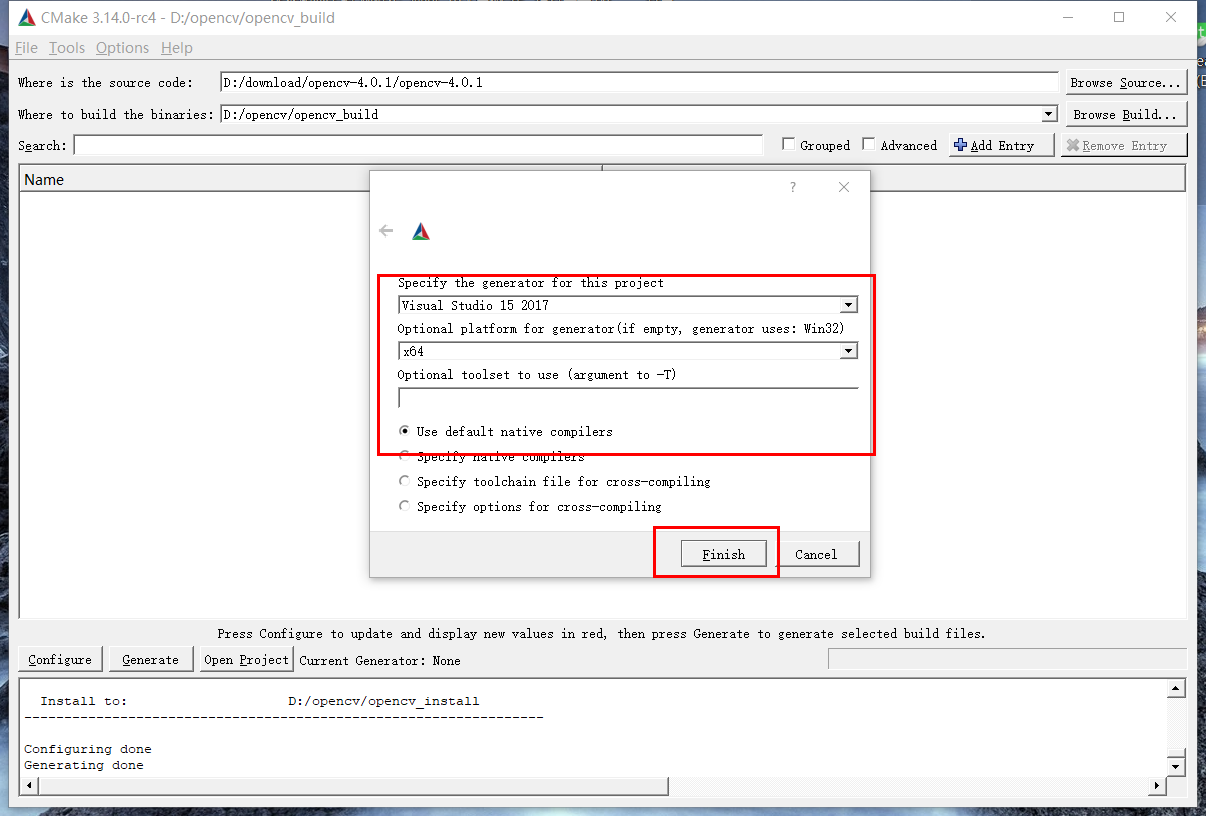 CMake 3.14.0-rc4 - D:/opencv/opencv_build
File Tools Options Help
Where is the source code: D:/download/opencv-4.0.1/opencv-4.0.1 Browse Source...
Where to build the binaries: D:/opencv/opencv_build Browse Build...
Search: Grouped Advanced Add Entry Remove Entry
Name
?
Specify the generator for this project
Visual Studio 15 2017
Optional platform for generator(if empty, generator uses: Win32)
x64
Optional toolset to use (argument to -T)
Use default native compilers
Specify native compilers
Specify toolchain file for cross-compiling
Specify options for cross-compiling
Finish Cancel
Press Configure to update and display new values in red, then press Generate to generate selected build files.
Configure Generate Open Project Current Generator: None
Install to: D:/opencv/opencv_install
-----------------------------------------------------------------
Configuring done
Generating done